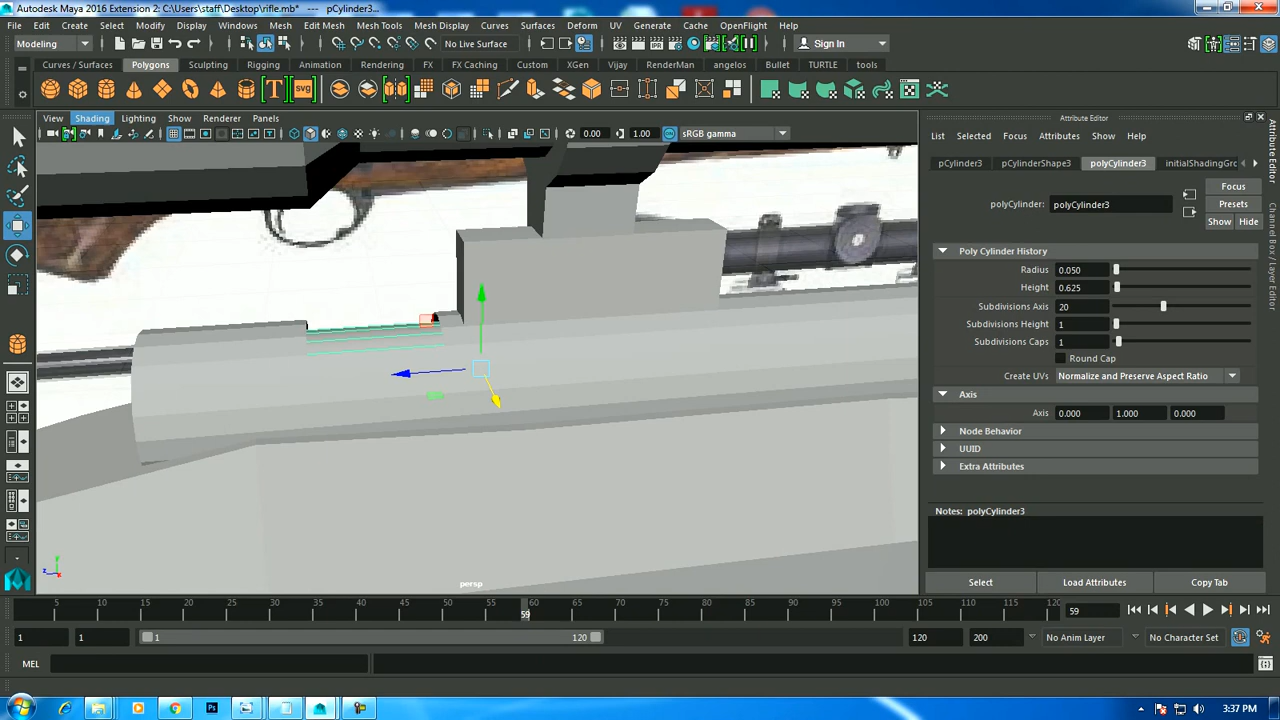 Autodesk Maya 2016 Extension 2: C:\Users\staff\Desktop\rifle.mb* --- pCylinder3...
File Edit Create Select Modify Display Windows Mesh Edit Mesh Mesh Tools Mesh Display Curves Surfaces Deform UV Generate Cache OpenFlight Help
Modeling No Live Surface Sign In
Curves / Surfaces Polygons Sculpting Rigging Animation Rendering FX FX Caching Custom XGen Vijay RenderMan angelos Bullet TURTLE tools
T svg
View Shading Lighting Show Renderer Panels
0.00 1.00 sRGB gamma
Attribute Editor
List Selected Focus Attributes Show Help
pCylinder3 pCylinderShape3 polyCylinder3 initialShadingGro
Focus
polyCylinder: polyCylinder3 Presets
Show Hide
Poly Cylinder History
Radius 0.050
Height 0.625
Subdivisions Axis 20
Subdivisions Height 1
Subdivisions Caps 1
Round Cap
Create UVs Normalize and Preserve Aspect Ratio
Axis
Axis 0.000 1.000 0.000
Node Behavior
UUID
Extra Attributes
Notes: polyCylinder3
Select Load Attributes Copy Tab
Attribute Editor
Channel Box / Layer Editor
y
z x
persp
5 10 15 20 25 30 35 40 45 50 55 59 60 65 70 75 80 85 90 95 100 105 110 115 120 59
1 1 1 120 120 200 No Anim Layer No Character Set
MEL
Ps 3:37 PM